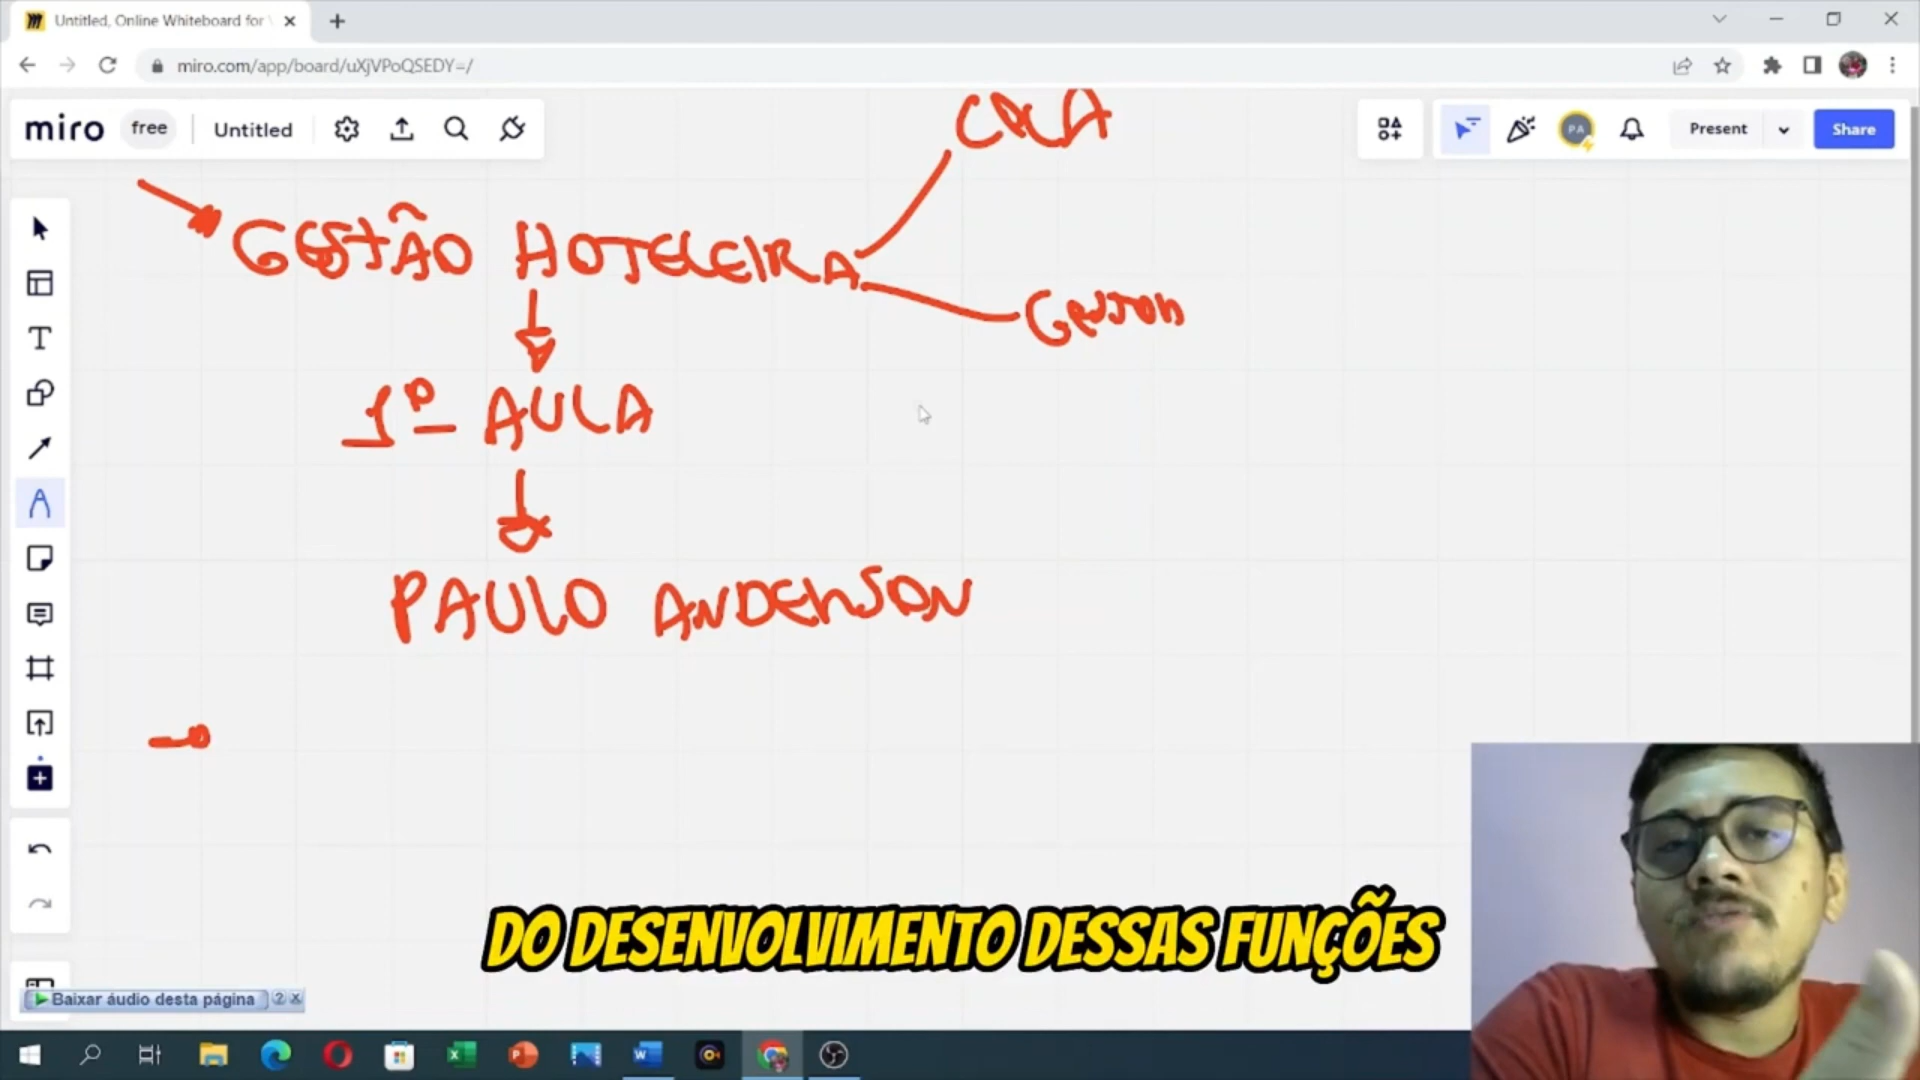 Untitled, Online Whiteboard for
miro.com/app/board/uXjVPoQSEDY=/
miro free Untitled
PA Present Share
GESTÃO HOTELEIRA
1º AULA
PAULO ANDERSON
DO DESENVOLVIMENTO DESSAS FUNÇÕES
Baixar áudio desta página ? x